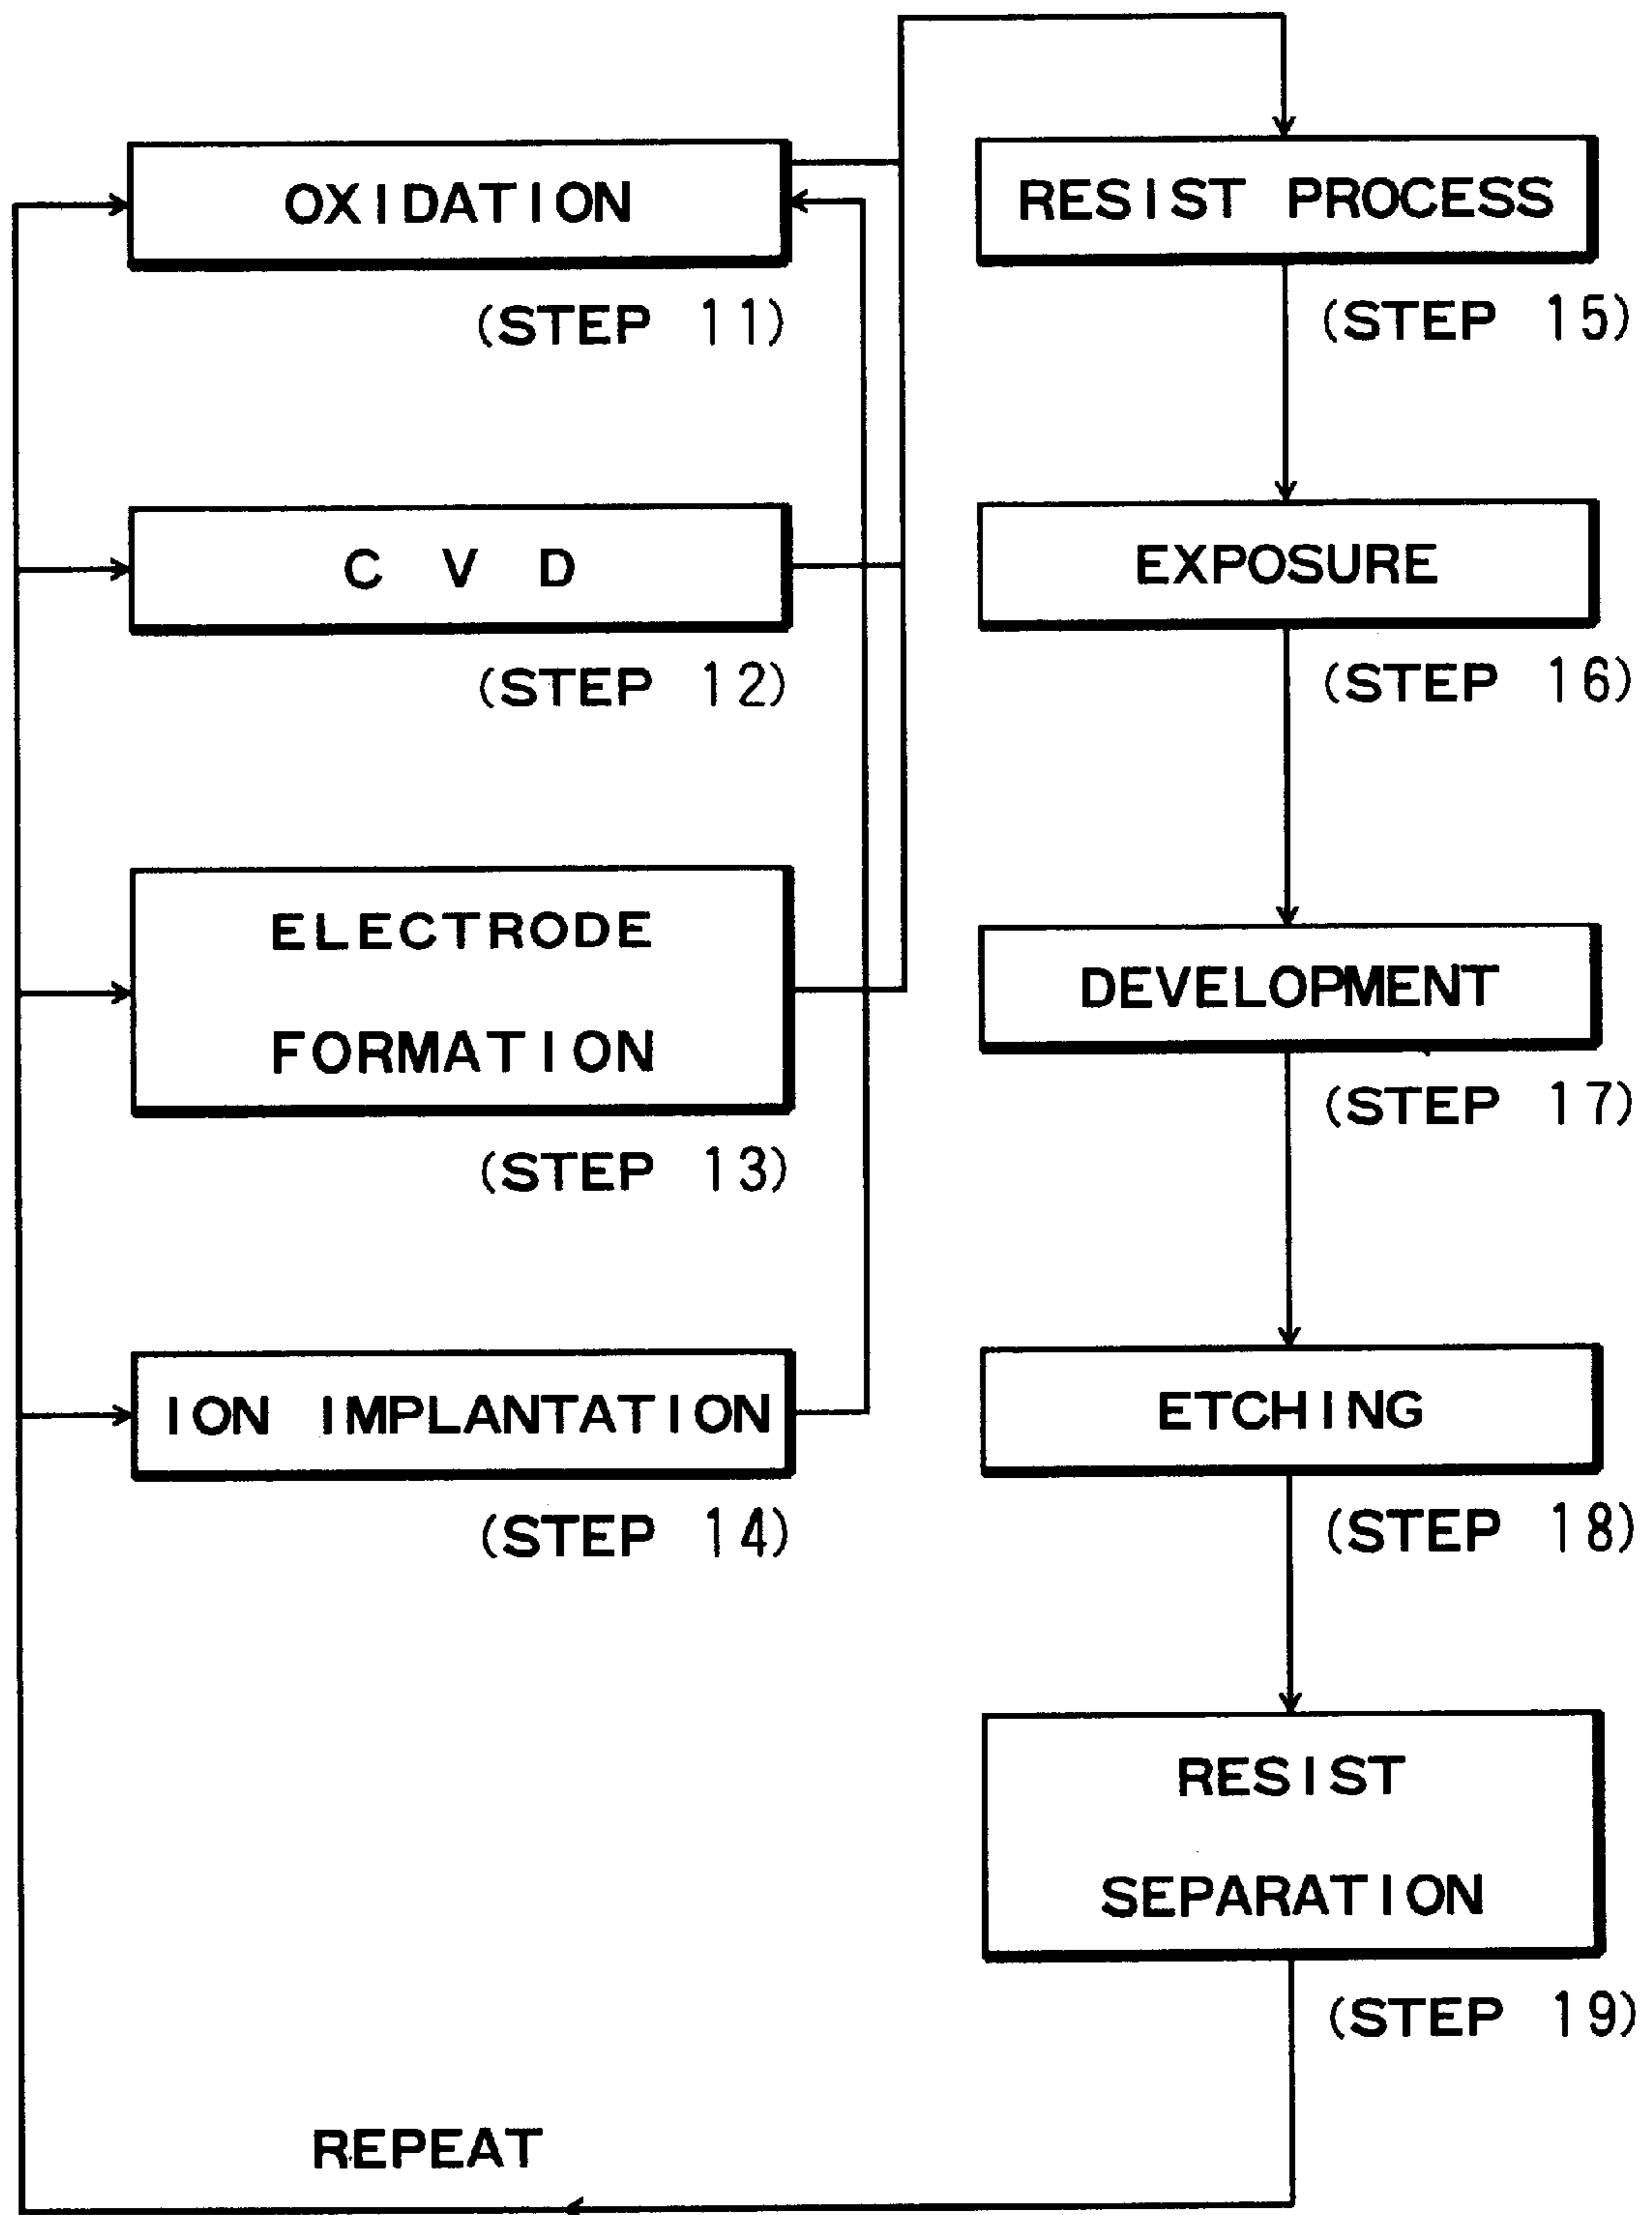 OXIDATION
(STEP 11)
C V D
(STEP 12)
ELECTRODE
FORMATION
(STEP 13)
ION IMPLANTATION
(STEP 14)
RESIST PROCESS
(STEP 15)
EXPOSURE
(STEP 16)
DEVELOPMENT
(STEP 17)
ETCHING
(STEP 18)
RESIST
SEPARATION
(STEP 19)
REPEAT